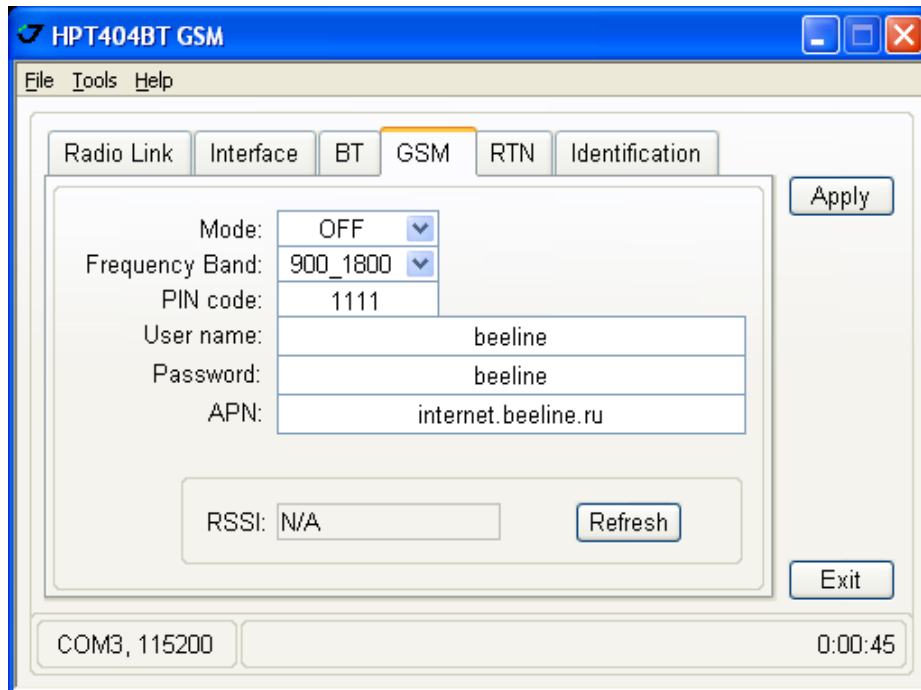 HPT404BT GSM
File Tools Help
Radio Link Interface BT GSM RTN Identification
Apply
Mode: OFF
Frequency Band: 900_1800
PIN code: 1111
User name: beeline
Password: beeline
APN: internet.beeline.ru
RSSI: N/A Refresh
Exit
COM3, 115200 0:00:45